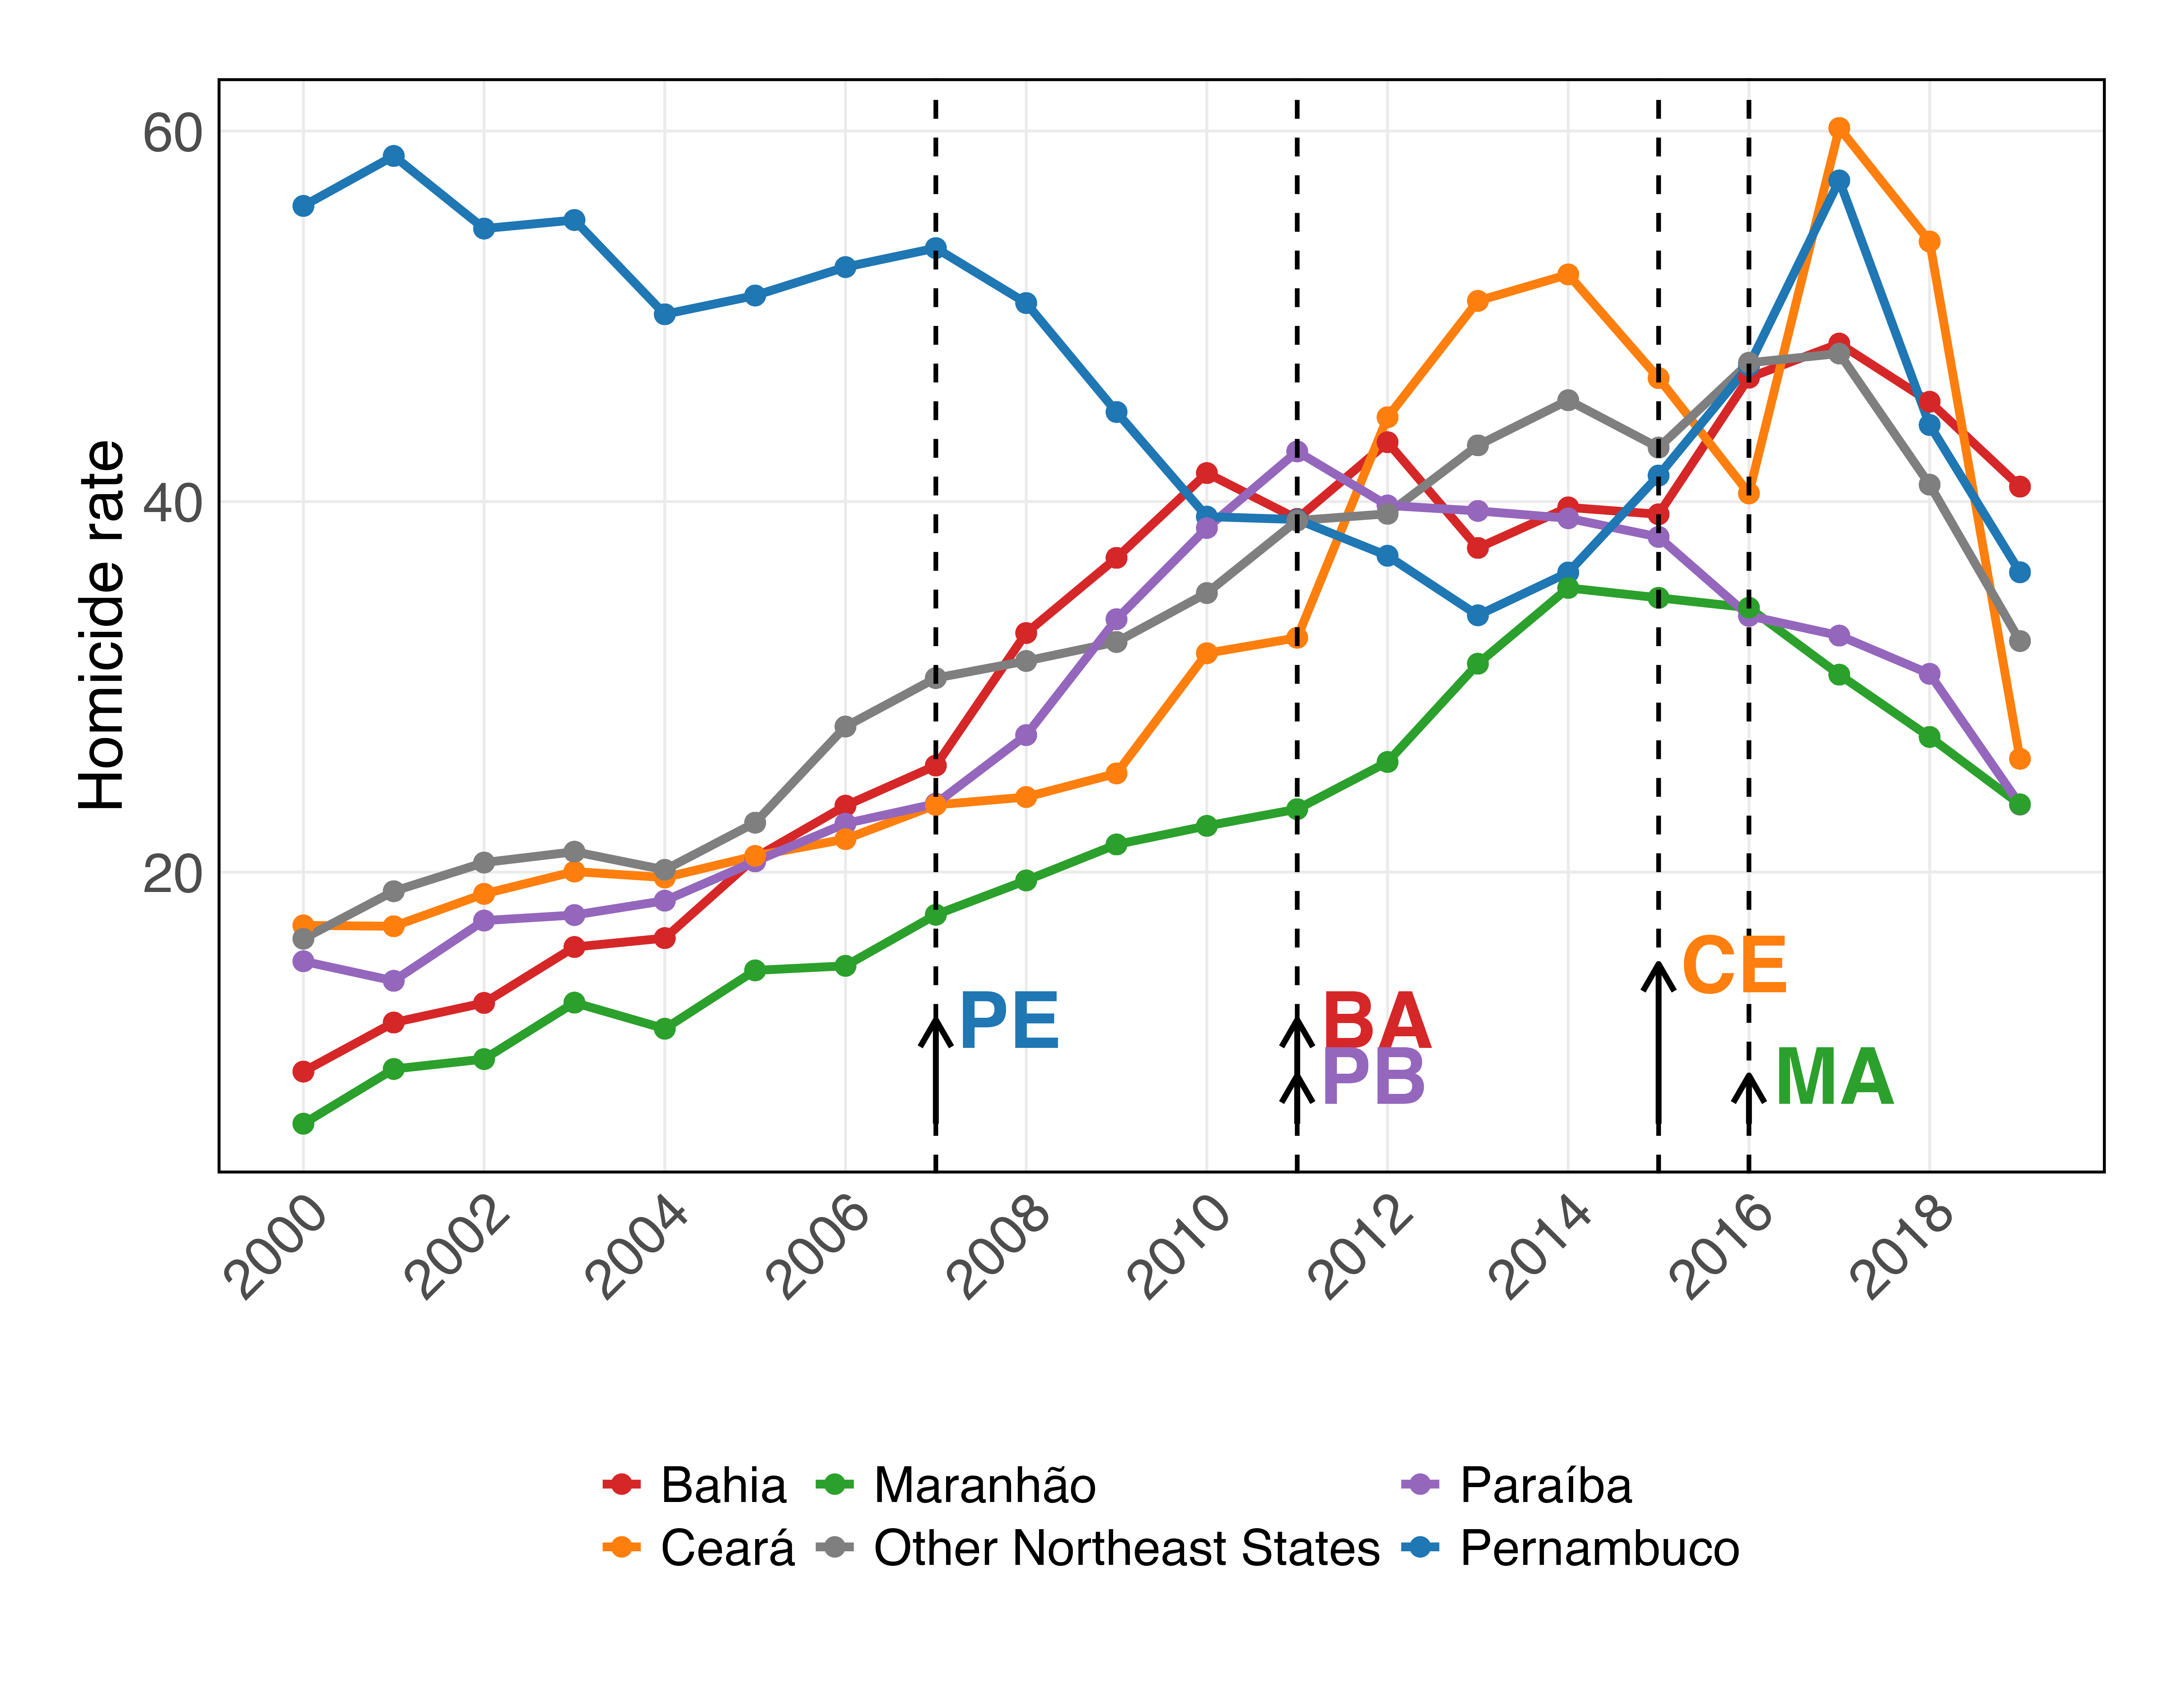 60
40
20
Homicide rate
CE
PE
BA
PB
MA
2000 2002 2004 2006 2008 2010 2012 2014 2016 2018
Bahia Maranhão Paraíba
Ceará Other Northeast States Pernambuco